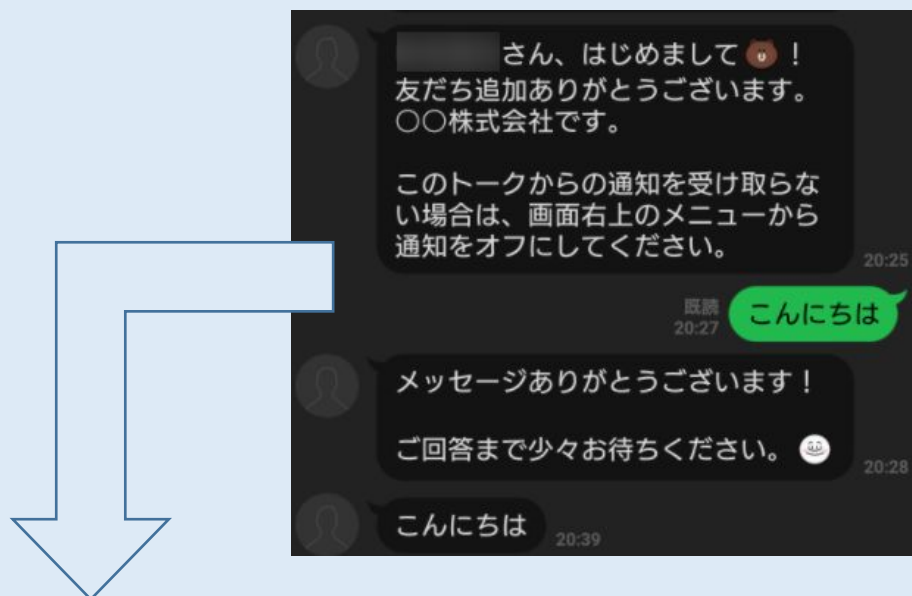 さん、はじめまして！
友だち追加ありがとうございます。
○○株式会社です。
このトークからの通知を受け取らな
い場合は、画面右上のメニューから
通知をオフにしてください。
20:25
既読
20:27
こんにちは
メッセージありがとうございます！
ご回答まで少々お待ちください。
20:28
こんにちは
20:39